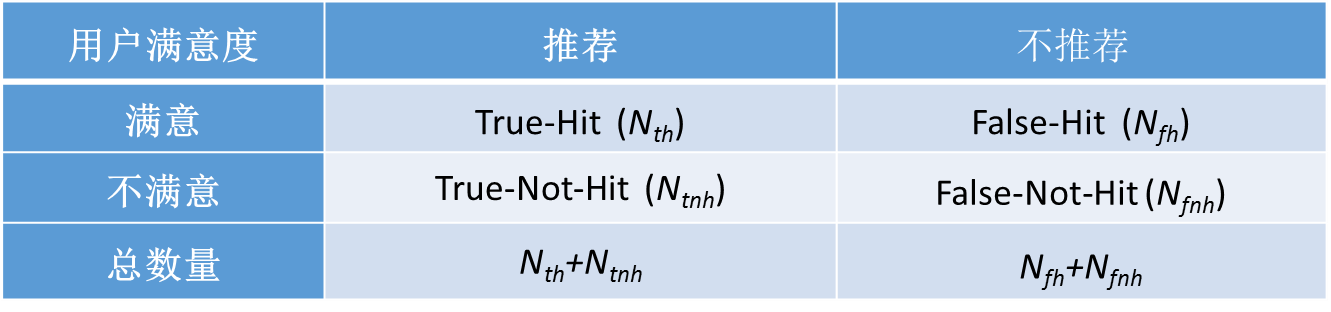 用户满意度 推荐 不推荐
满意 True-Hit (Nth) False-Hit (Nfh)
不满意 True-Not-Hit (Ntnh) False-Not-Hit (Nfnh)
总数量 Nth+Ntnh Nfh+Nfnh